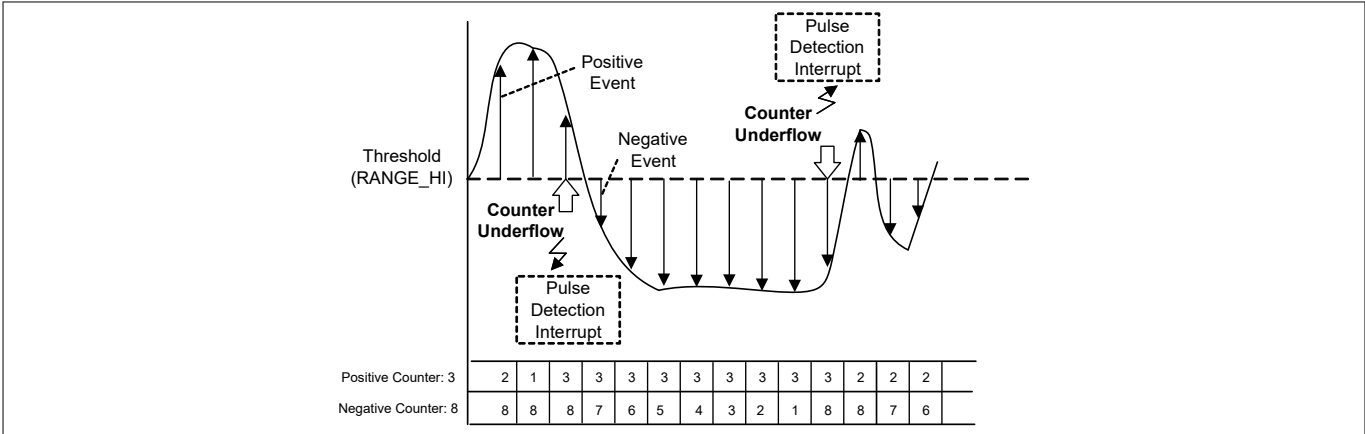 Pulse
Detection
Interrupt
Positive
Event
Counter
Underflow
Negative
Event
Threshold
(RANGE_HI)
Counter
Underflow
Pulse
Detection
Interrupt
Positive Counter: 3 2 1 3 3 3 3 3 3 3 3 3 2 2 2
Negative Counter: 8 8 8 8 7 6 5 4 3 2 1 8 8 7 6